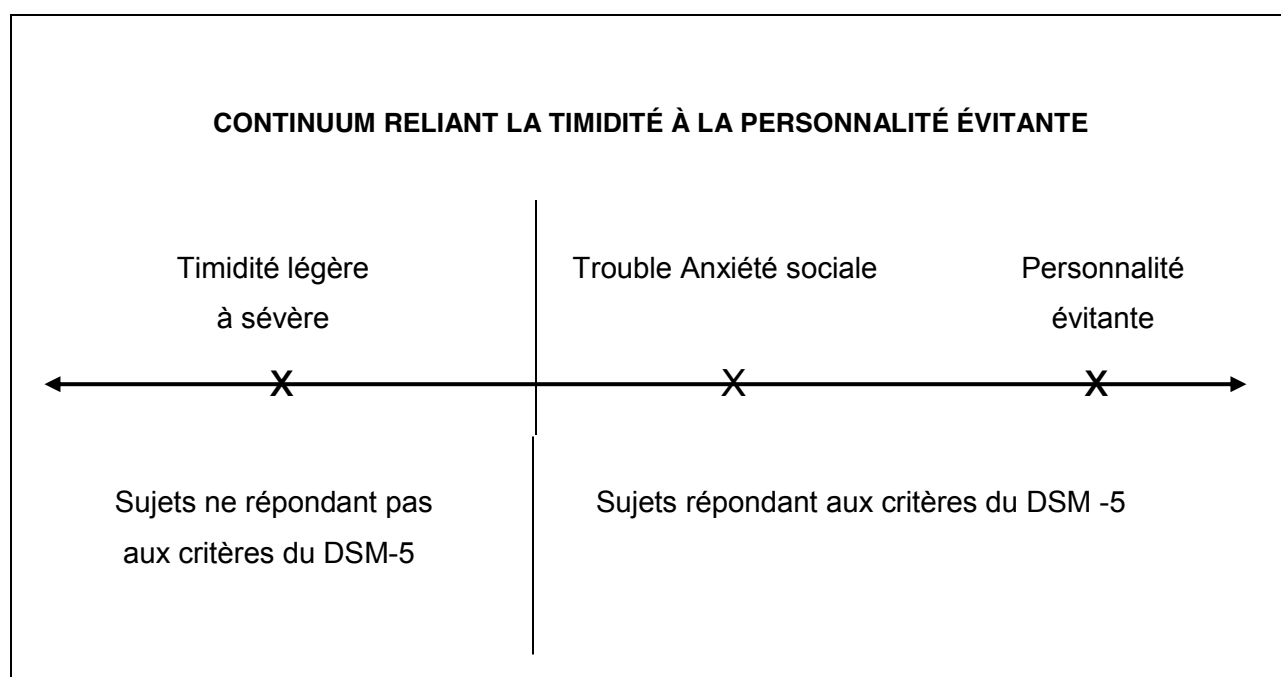 CONTINUUM RELIANT LA TIMIDITÉ À LA PERSONNALITÉ ÉVITANTE
Timidité légère
à sévère
Trouble Anxiété sociale
Personnalité
évitante
X X X
Sujets ne répondant pas
aux critères du DSM-5
Sujets répondant aux critères du DSM -5